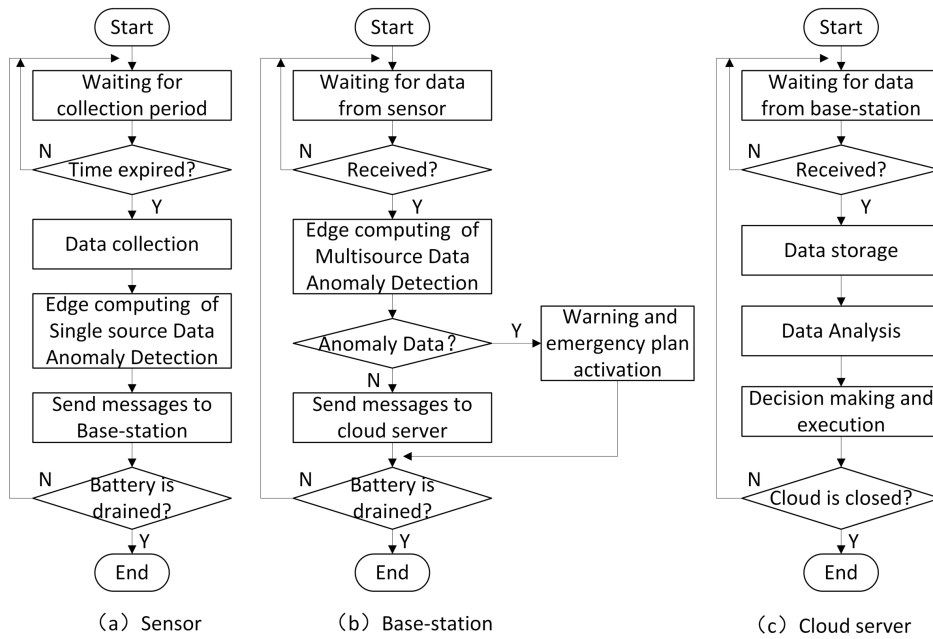 Start
Waiting for
collection period
N
Time expired?
Y
Data collection
Edge computing of
Single source Data
Anomaly Detection
Send messages to
Base-station
N
Battery is
drained?
Y
End
（a）Sensor
Start
Waiting for data
from sensor
N
Received?
Y
Edge computing of
Multisource Data
Anomaly Detection
Anomaly Data?
Y
Warning and
emergency plan
activation
N
Send messages to
cloud server
N
Battery is
drained?
Y
End
（b）Base-station
Start
Waiting for data
from base-station
N
Received?
Y
Data storage
Data Analysis
Decision making and
execution
N
Cloud is closed?
Y
End
（c）Cloud server